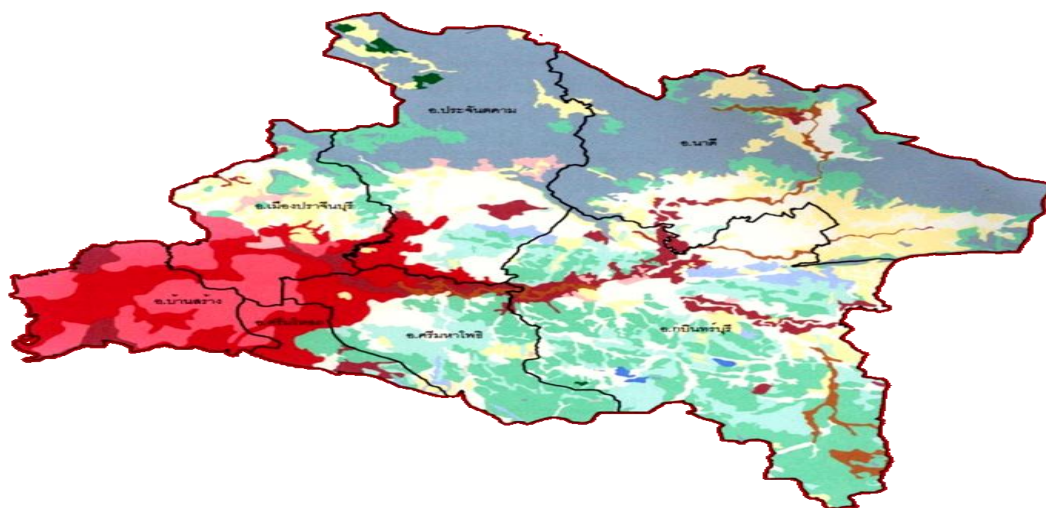 อ.ประจันตคาม
อ.นาดี
อ.เมืองปราจีนบุรี
อ.บ้านสร้าง
อ.ศรีมหาโพธิ
อ.กบินทร์บุรี